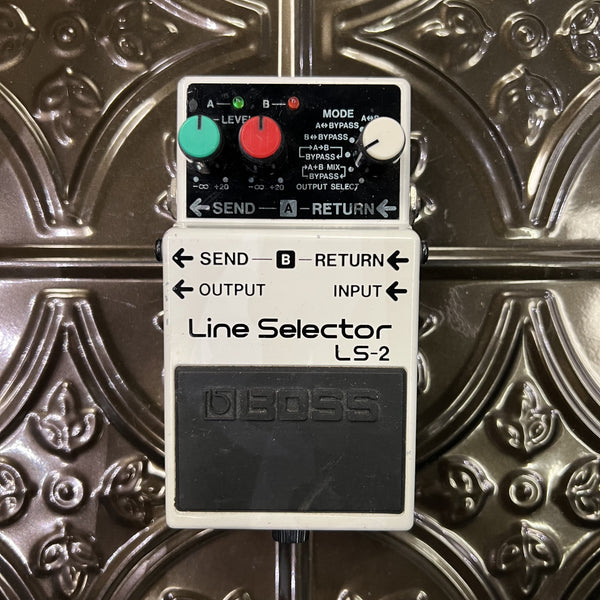 A B
LEVEL
MODE
A↔B
A↔BYPASS
B↔BYPASS
→A+B
BYPASS←
→A+B MIX
BYPASS←
-∞ +20 -∞ +20 OUTPUT SELECT
←SEND A RETURN←
← SEND B RETURN ←
← OUTPUT INPUT ←
Line Selector
LS-2
BOSS